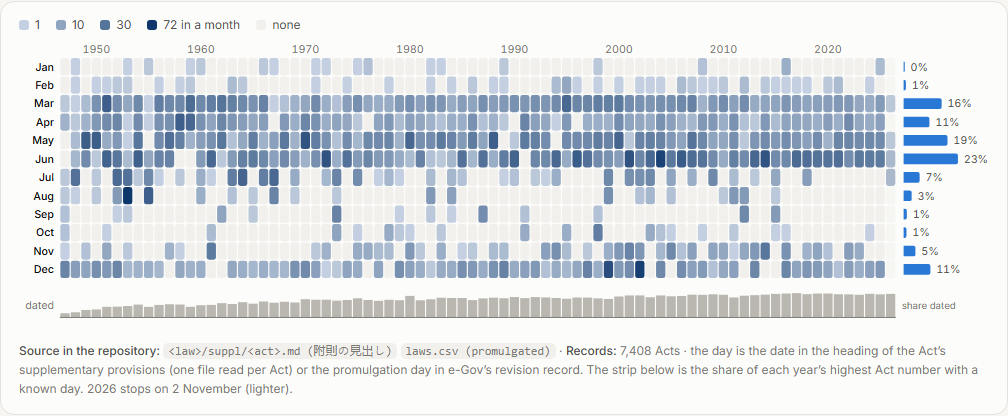 1 10 30 72 in a month none
1950 1960 1970 1980 1990 2000 2010 2020
Jan 0%
Feb 1%
Mar 16%
Apr 11%
May 19%
Jun 23%
Jul 7%
Aug 3%
Sep 1%
Oct 1%
Nov 5%
Dec 11%
dated share dated
Source in the repository: <law>/suppl/<act>.md (附則の見出し) laws.csv (promulgated) · Records: 7,408 Acts · the day is the date in the heading of the Act's
supplementary provisions (one file read per Act) or the promulgation day in e-Gov's revision record. The strip below is the share of each year's highest Act number with a
known day. 2026 stops on 2 November (lighter).